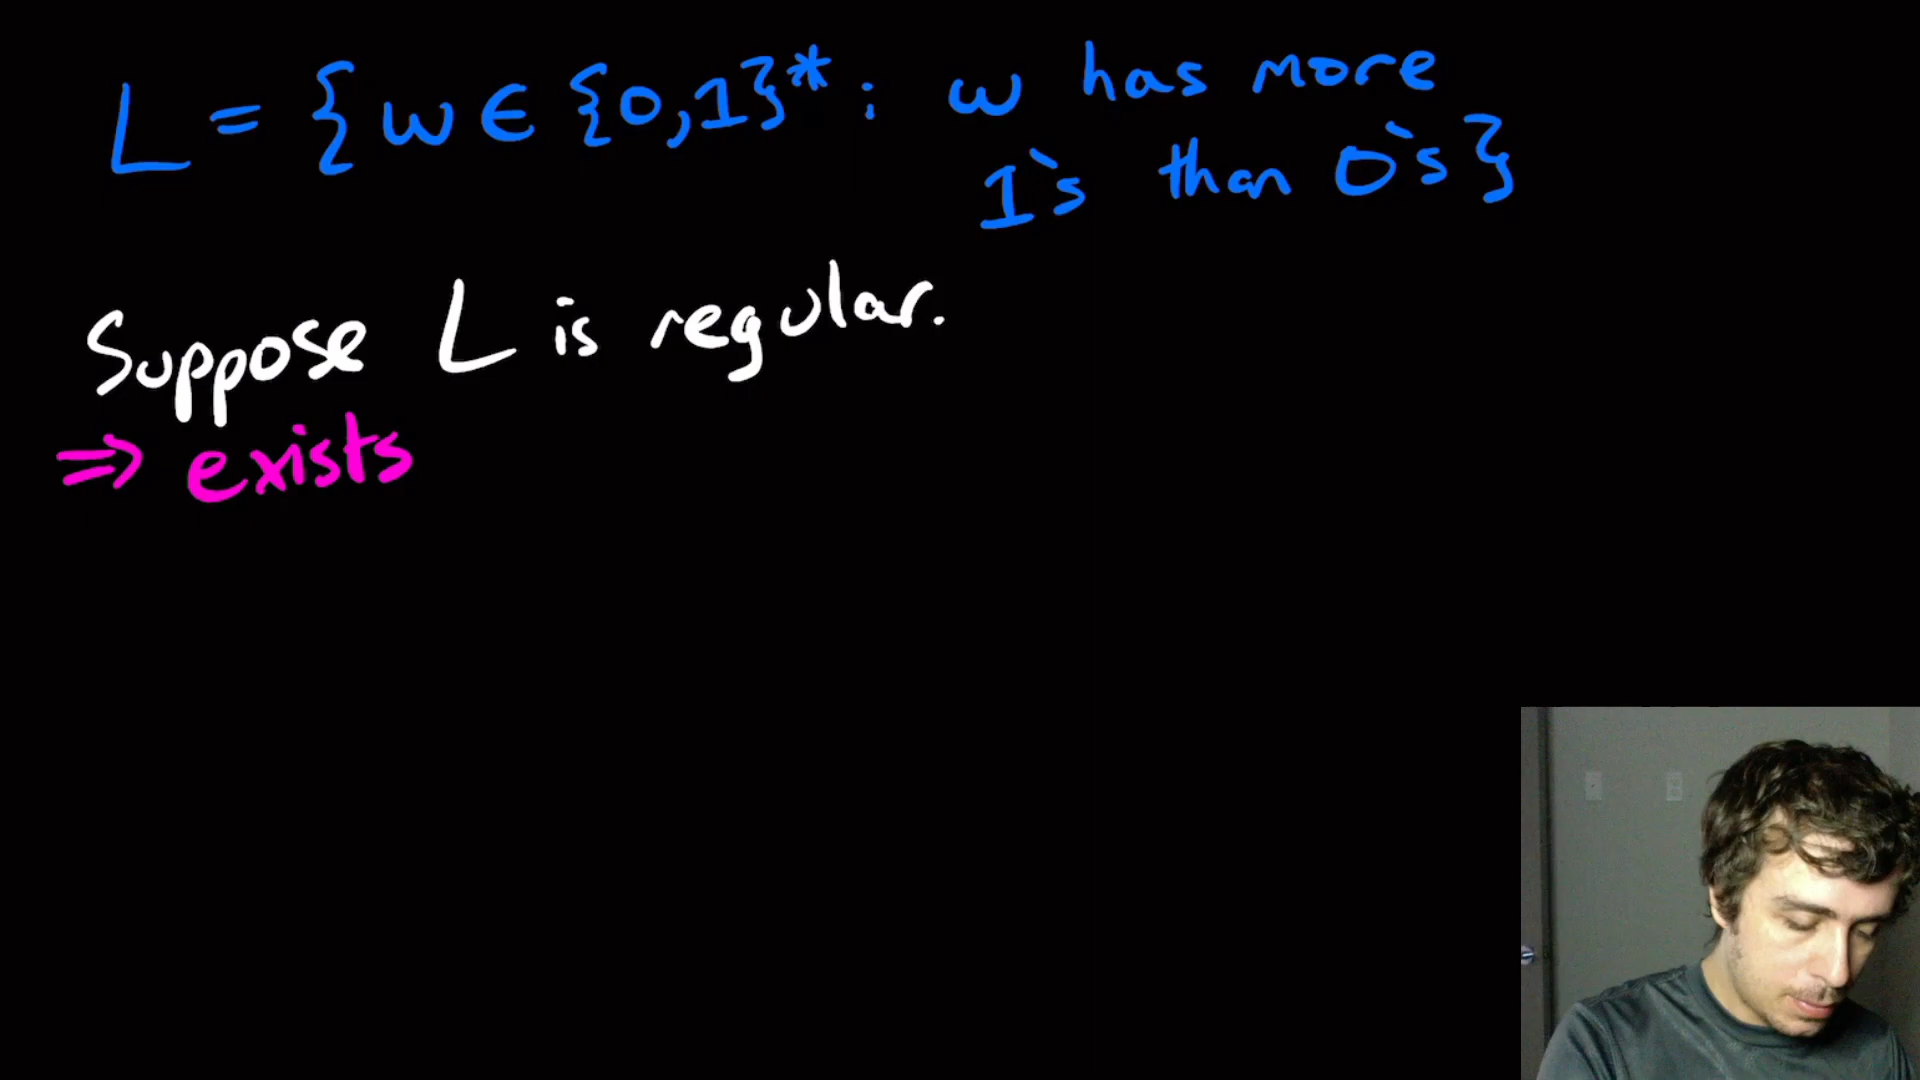 L = {w ∈ {0,1}* : w has more
1's than 0's}
Suppose L is regular.
⇒ exists